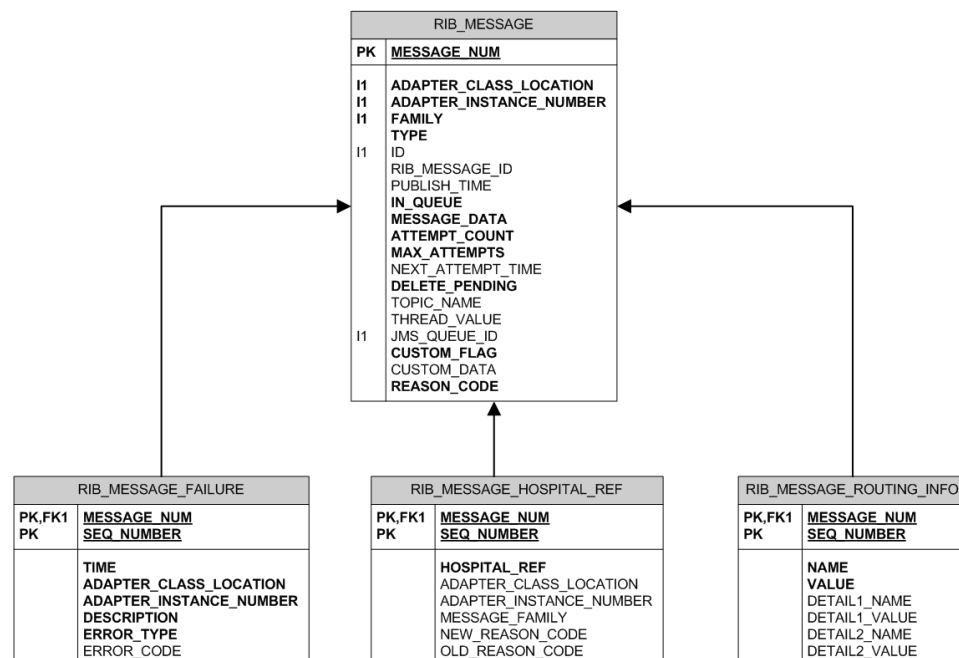 RIB_MESSAGE
PK MESSAGE_NUM
I1 ADAPTER_CLASS_LOCATION
I1 ADAPTER_INSTANCE_NUMBER
I1 FAMILY
TYPE
I1 ID
RIB_MESSAGE_ID
PUBLISH_TIME
IN_QUEUE
MESSAGE_DATA
ATTEMPT_COUNT
MAX_ATTEMPTS
NEXT_ATTEMPT_TIME
DELETE_PENDING
TOPIC_NAME
THREAD_VALUE
I1 JMS_QUEUE_ID
CUSTOM_FLAG
CUSTOM_DATA
REASON_CODE
RIB_MESSAGE_FAILURE
PK,FK1 MESSAGE_NUM
PK SEQ_NUMBER
TIME
ADAPTER_CLASS_LOCATION
ADAPTER_INSTANCE_NUMBER
DESCRIPTION
ERROR_TYPE
ERROR_CODE
RIB_MESSAGE_HOSPITAL_REF
PK,FK1 MESSAGE_NUM
PK SEQ_NUMBER
HOSPITAL_REF
ADAPTER_CLASS_LOCATION
ADAPTER_INSTANCE_NUMBER
MESSAGE_FAMILY
NEW_REASON_CODE
OLD_REASON_CODE
RIB_MESSAGE_ROUTING_INFO
PK,FK1 MESSAGE_NUM
PK SEQ_NUMBER
NAME
VALUE
DETAIL1_NAME
DETAIL1_VALUE
DETAIL2_NAME
DETAIL2_VALUE